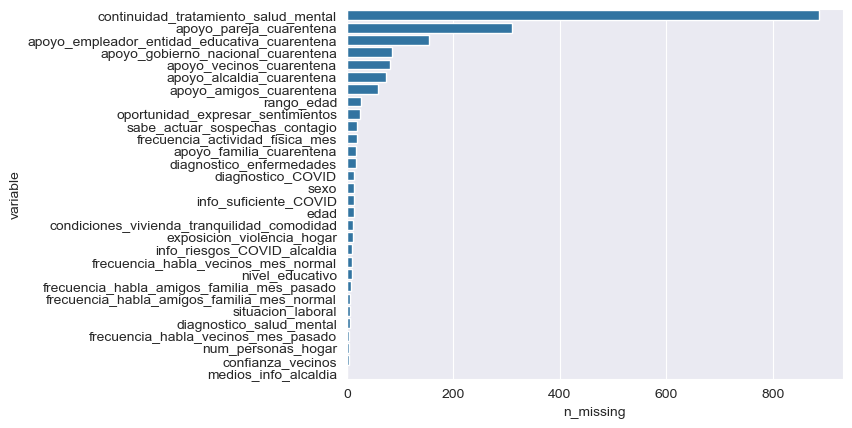 continuidad_tratamiento_salud_mental
apoyo_pareja_cuarentena
apoyo_empleador_entidad_educativa_cuarentena
apoyo_gobierno_nacional_cuarentena
apoyo_vecinos_cuarentena
apoyo_alcaldia_cuarentena
apoyo_amigos_cuarentena
rango_edad
oportunidad_expresar_sentimientos
sabe_actuar_sospechas_contagio
frecuencia_actividad_fisica_mes
apoyo_familia_cuarentena
diagnostico_enfermedades
diagnostico_COVID
sexo
info_suficiente_COVID
edad
condiciones_vivienda_tranquilidad_comodidad
exposicion_violencia_hogar
info_riesgos_COVID_alcaldia
frecuencia_habla_vecinos_mes_normal
nivel_educativo
frecuencia_habla_amigos_familia_mes_pasado
frecuencia_habla_amigos_familia_mes_normal
situacion_laboral
diagnostico_salud_mental
frecuencia_habla_vecinos_mes_pasado
num_personas_hogar
confianza_vecinos
medios_info_alcaldia
variable
0 200 400 600 800
n_missing